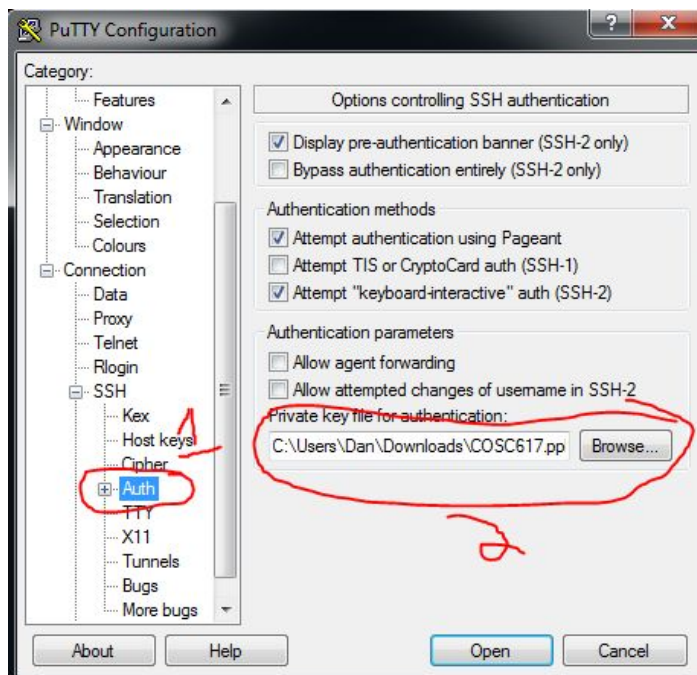 PuTTY Configuration
?
X
Category:
Features
Window
Appearance
Behaviour
Translation
Selection
Colours
Connection
Data
Proxy
Telnet
Rlogin
SSH
Kex
Host keys
Cipher
Auth
TTY
X11
Tunnels
Bugs
More bugs
1
Options controlling SSH authentication
Display pre-authentication banner (SSH-2 only)
Bypass authentication entirely (SSH-2 only)
Authentication methods
Attempt authentication using Pageant
Attempt TIS or CryptoCard auth (SSH-1)
Attempt "keyboard-interactive" auth (SSH-2)
Authentication parameters
Allow agent forwarding
Allow attempted changes of username in SSH-2
Private key file for authentication:
C:\Users\Dan\Downloads\COSC617.pp Browse...
2
About Help Open Cancel